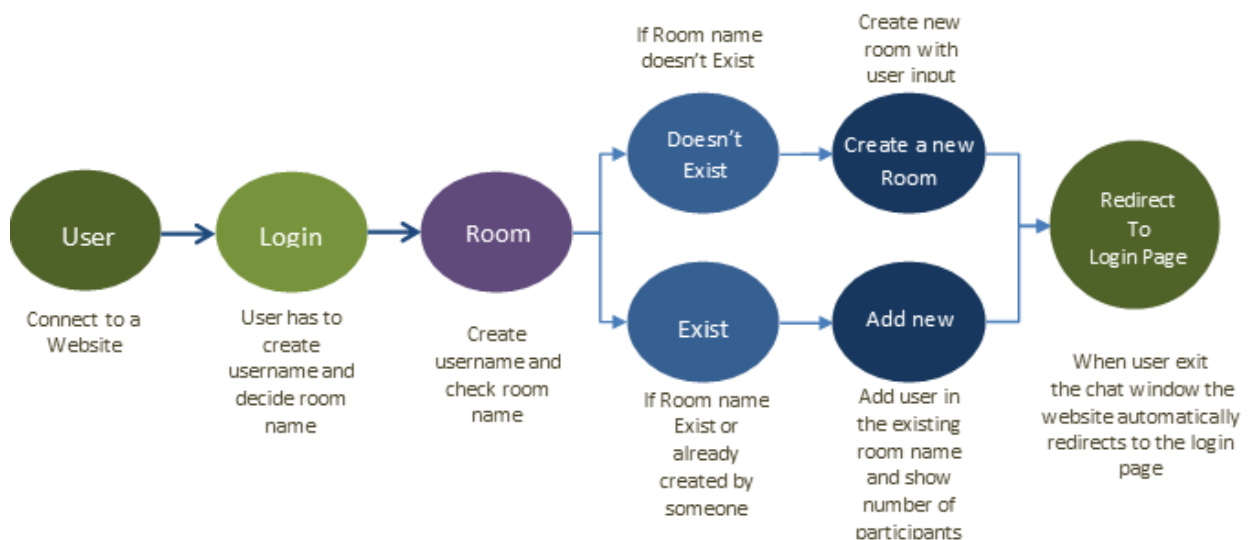 User
Connect to a
Website
Login
User has to
create
username and
decide room
name
Room
Create
username and
check room
name
If Room name
doesn't Exist
Doesn't
Exist
Create new
room with
user input
Create a new
Room
Exist
If Room name
Exist or
already
created by
someone
Add new
Add user in
the existing
room name
and show
number of
participants
Redirect
To
Login Page
When user exit
the chat window the
website automatically
redirects to the login
page